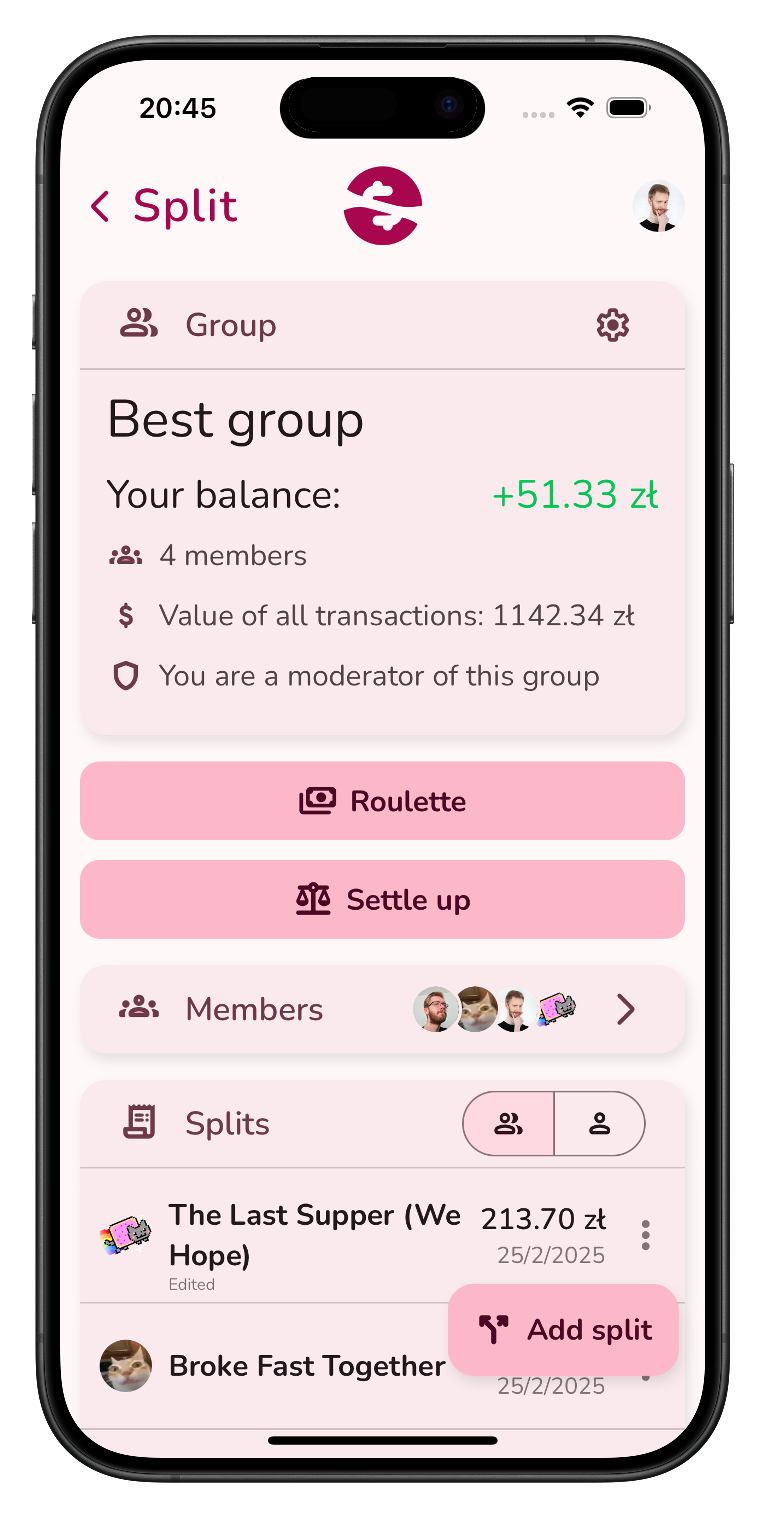 20:45
Split
Group
Best group
Your balance: +51.33 zł
4 members
$ Value of all transactions: 1142.34 zł
You are a moderator of this group
Roulette
Settle up
Members
Splits
The Last Supper (We Hope) 213.70 zł
25/2/2025
Edited
Add split
Broke Fast Together
25/2/2025